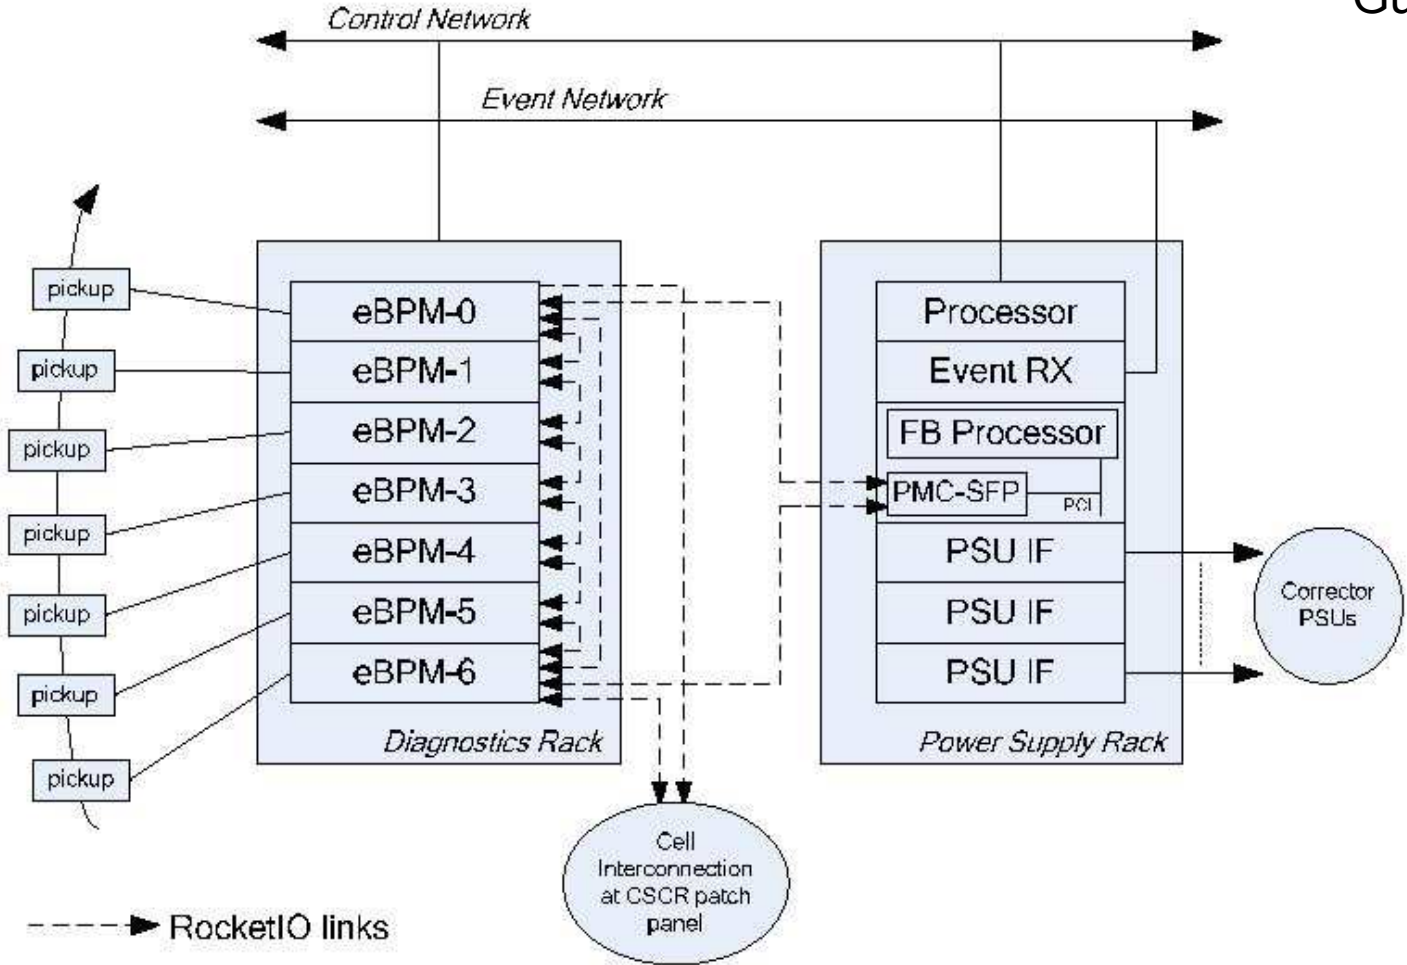 Gu
Control Network
Event Network
pickup
pickup
pickup
pickup
pickup
pickup
pickup
eBPM-0
eBPM-1
eBPM-2
eBPM-3
eBPM-4
eBPM-5
eBPM-6
Diagnostics Rack
Processor
Event RX
FB Processor
PMC-SFP
PCI
PSU IF
PSU IF
PSU IF
Power Supply Rack
Corrector
PSUs
Cell
Interconnection
at CSCR patch
panel
RocketIO links